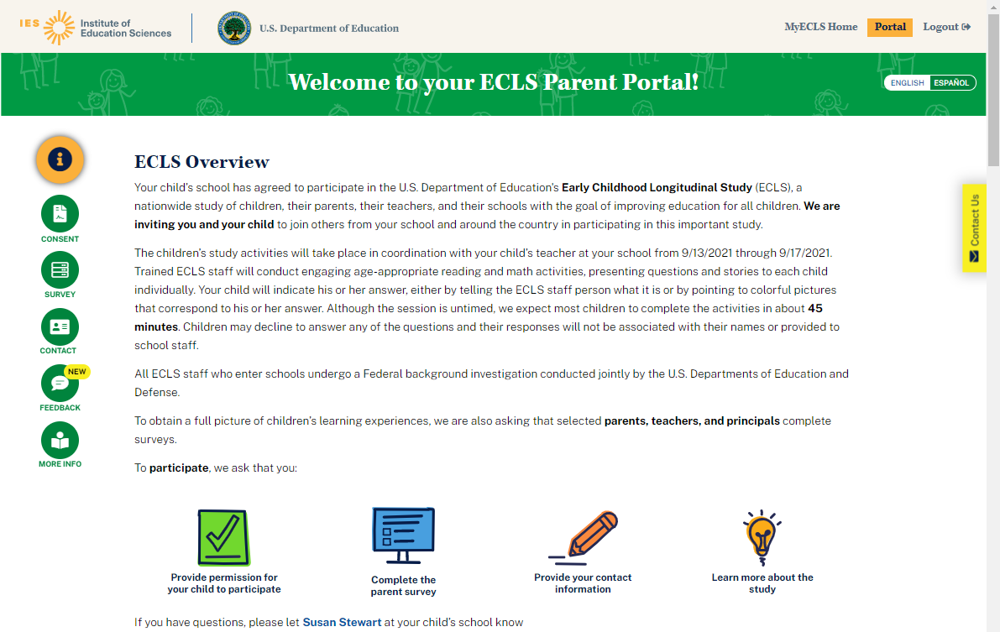 IES Institute of
Education Sciences
U.S. Department of Education
MyECLS Home Portal Logout
Welcome to your ECLS Parent Portal!
ENGLISH ESPAÑOL
CONSENT
SURVEY
CONTACT
NEW
FEEDBACK
MORE INFO
ECLS Overview
Your child's school has agreed to participate in the U.S. Department of Education's Early Childhood Longitudinal Study (ECLS), a
nationwide study of children, their parents, their teachers, and their schools with the goal of improving education for all children. We are
inviting you and your child to join others from your school and around the country in participating in this important study.
The children's study activities will take place in coordination with your child's teacher at your school from 9/13/2021 through 9/17/2021.
Trained ECLS staff will conduct engaging age-appropriate reading and math activities, presenting questions and stories to each child
individually. Your child will indicate his or her answer, either by telling the ECLS staff person what it is or by pointing to colorful pictures
that correspond to his or her answer. Although the session is untimed, we expect most children to complete the activities in about 45
minutes. Children may decline to answer any of the questions and their responses will not be associated with their names or provided to
school staff.
All ECLS staff who enter schools undergo a Federal background investigation conducted jointly by the U.S. Departments of Education and
Defense.
To obtain a full picture of children's learning experiences, we are also asking that selected parents, teachers, and principals complete
surveys.
To participate, we ask that you:
Provide permission for
your child to participate
Complete the
parent survey
Provide your contact
information
Learn more about the
study
If you have questions, please let Susan Stewart at your child's school know
Contact Us